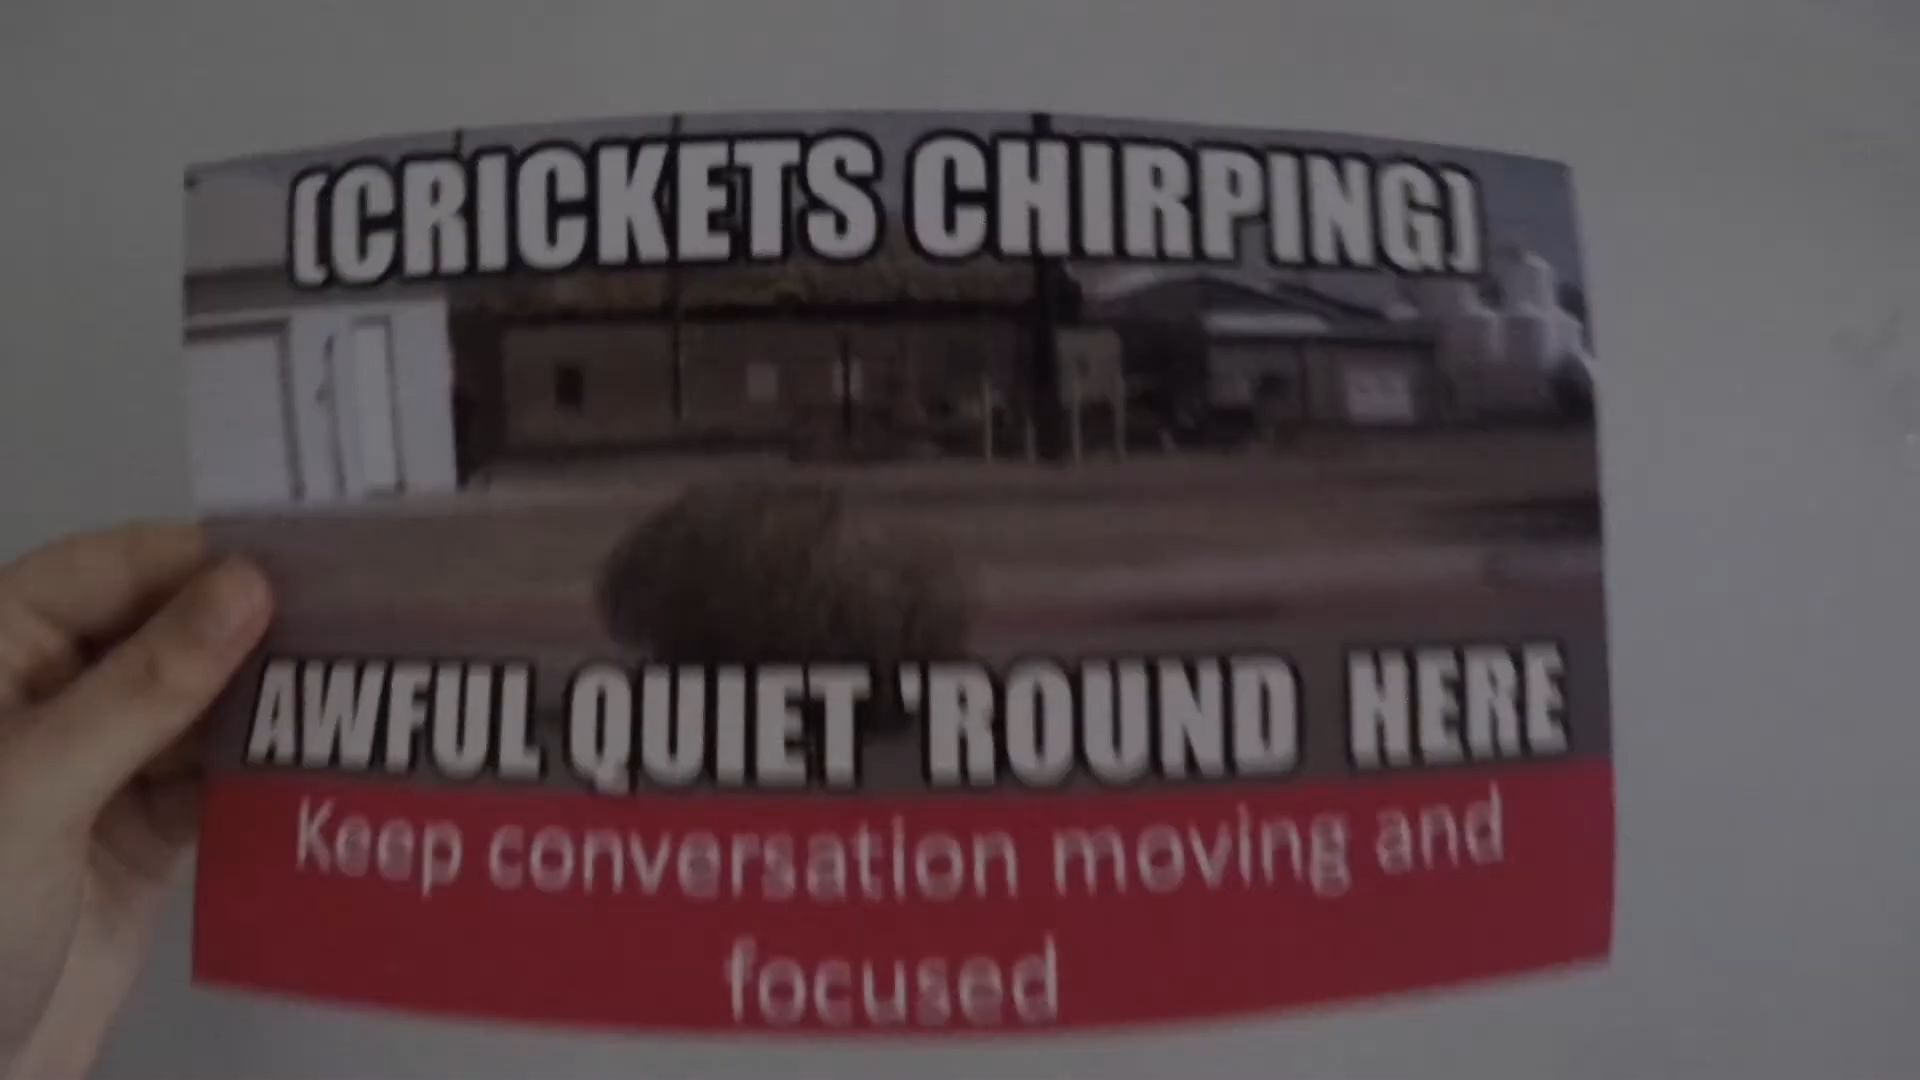 (CRICKETS CHIRPING)
AWFUL QUIET 'ROUND HERE
Keep conversation moving and
focused